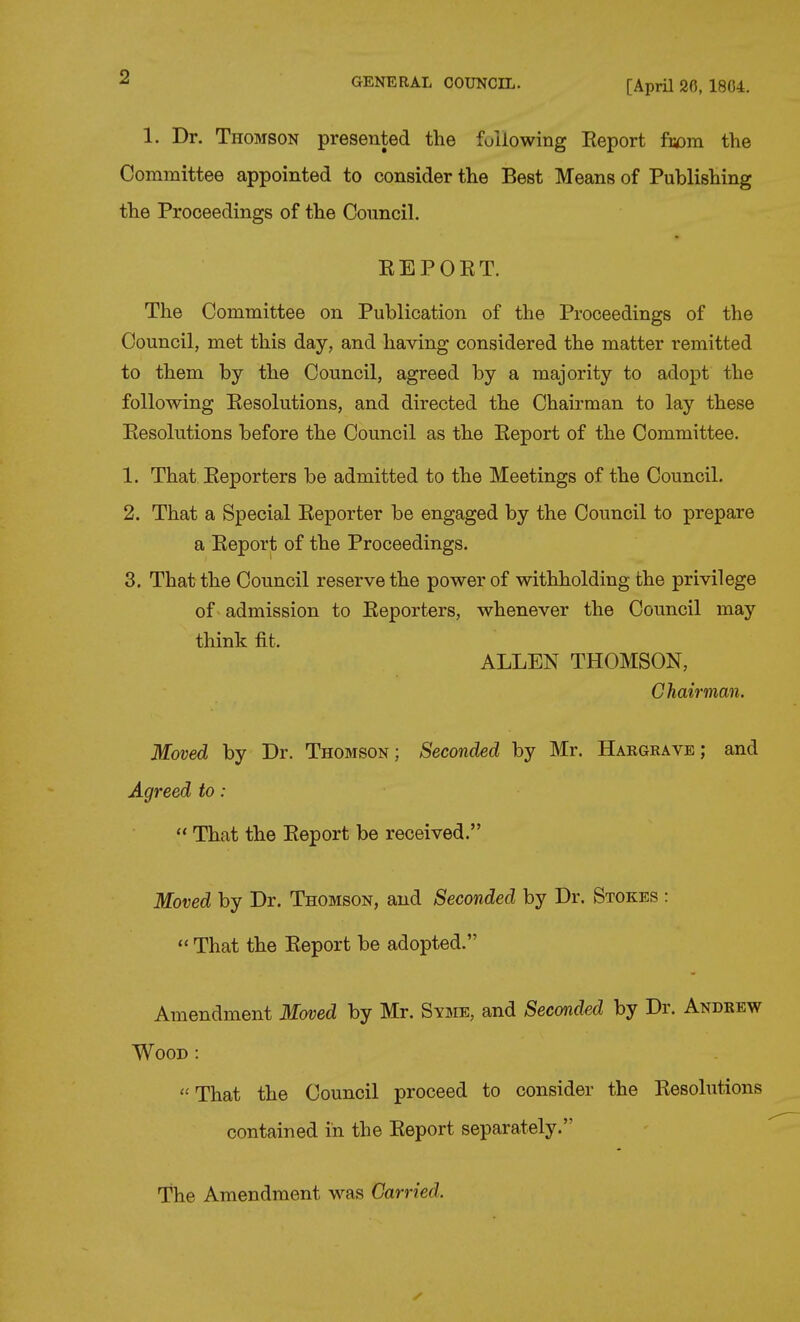 2 GENERAL COUNCIL. [April 26, 1864.
1. Dr. Thomson presented the following Report from the
Committee appointed to consider the Best Means of Publishing
the Proceedings of the Council.
REPORT.
The Committee on Publication of the Proceedings of the
Council, met this day, and having considered the matter remitted
to them by the Council, agreed by a majority to adopt the
following Resolutions, and directed the Chairman to lay these
Resolutions before the Council as the Report of the Committee.
1. That Reporters be admitted to the Meetings of the Council.
2. That a Special Reporter be engaged by the Council to prepare
a Report of the Proceedings.
3. That the Council reserve the power of withholding the privilege
of admission to Reporters, whenever the Council may
think fit.
ALLEN THOMSON,
Chairman.
Moved by Dr. Thomson; Seconded by Mr. Hargrave; and
Agreed to:
“ That the Report be received.”
Moved by Dr. Thomson, and Seconded by Dr. Stokes :
“ That the Report be adopted.”
Amendment Moved by Mr. Syme, and Seconded by Dr. Andrew
Wood :
“ That the Council proceed to consider the Resolutions
contained in the Report separately.”
The Amendment was Carried.